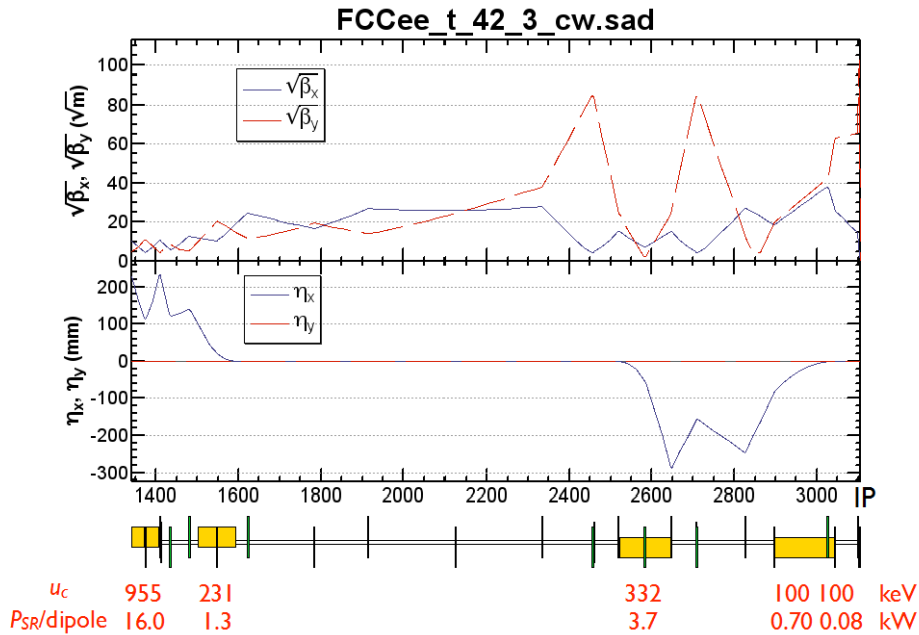 FCCee_t_42_3_cw.sad
√βx, √βy (√m)
100
80
60
40
20
0
√βx
√βy
ηx, ηy (mm)
200
100
0
-100
-200
-300
ηx
ηy
1400 1600 1800 2000 2200 2400 2600 2800 3000 IP
uc 955 231 332 100 100 keV
PSR/dipole 16.0 1.3 3.7 0.70 0.08 kW